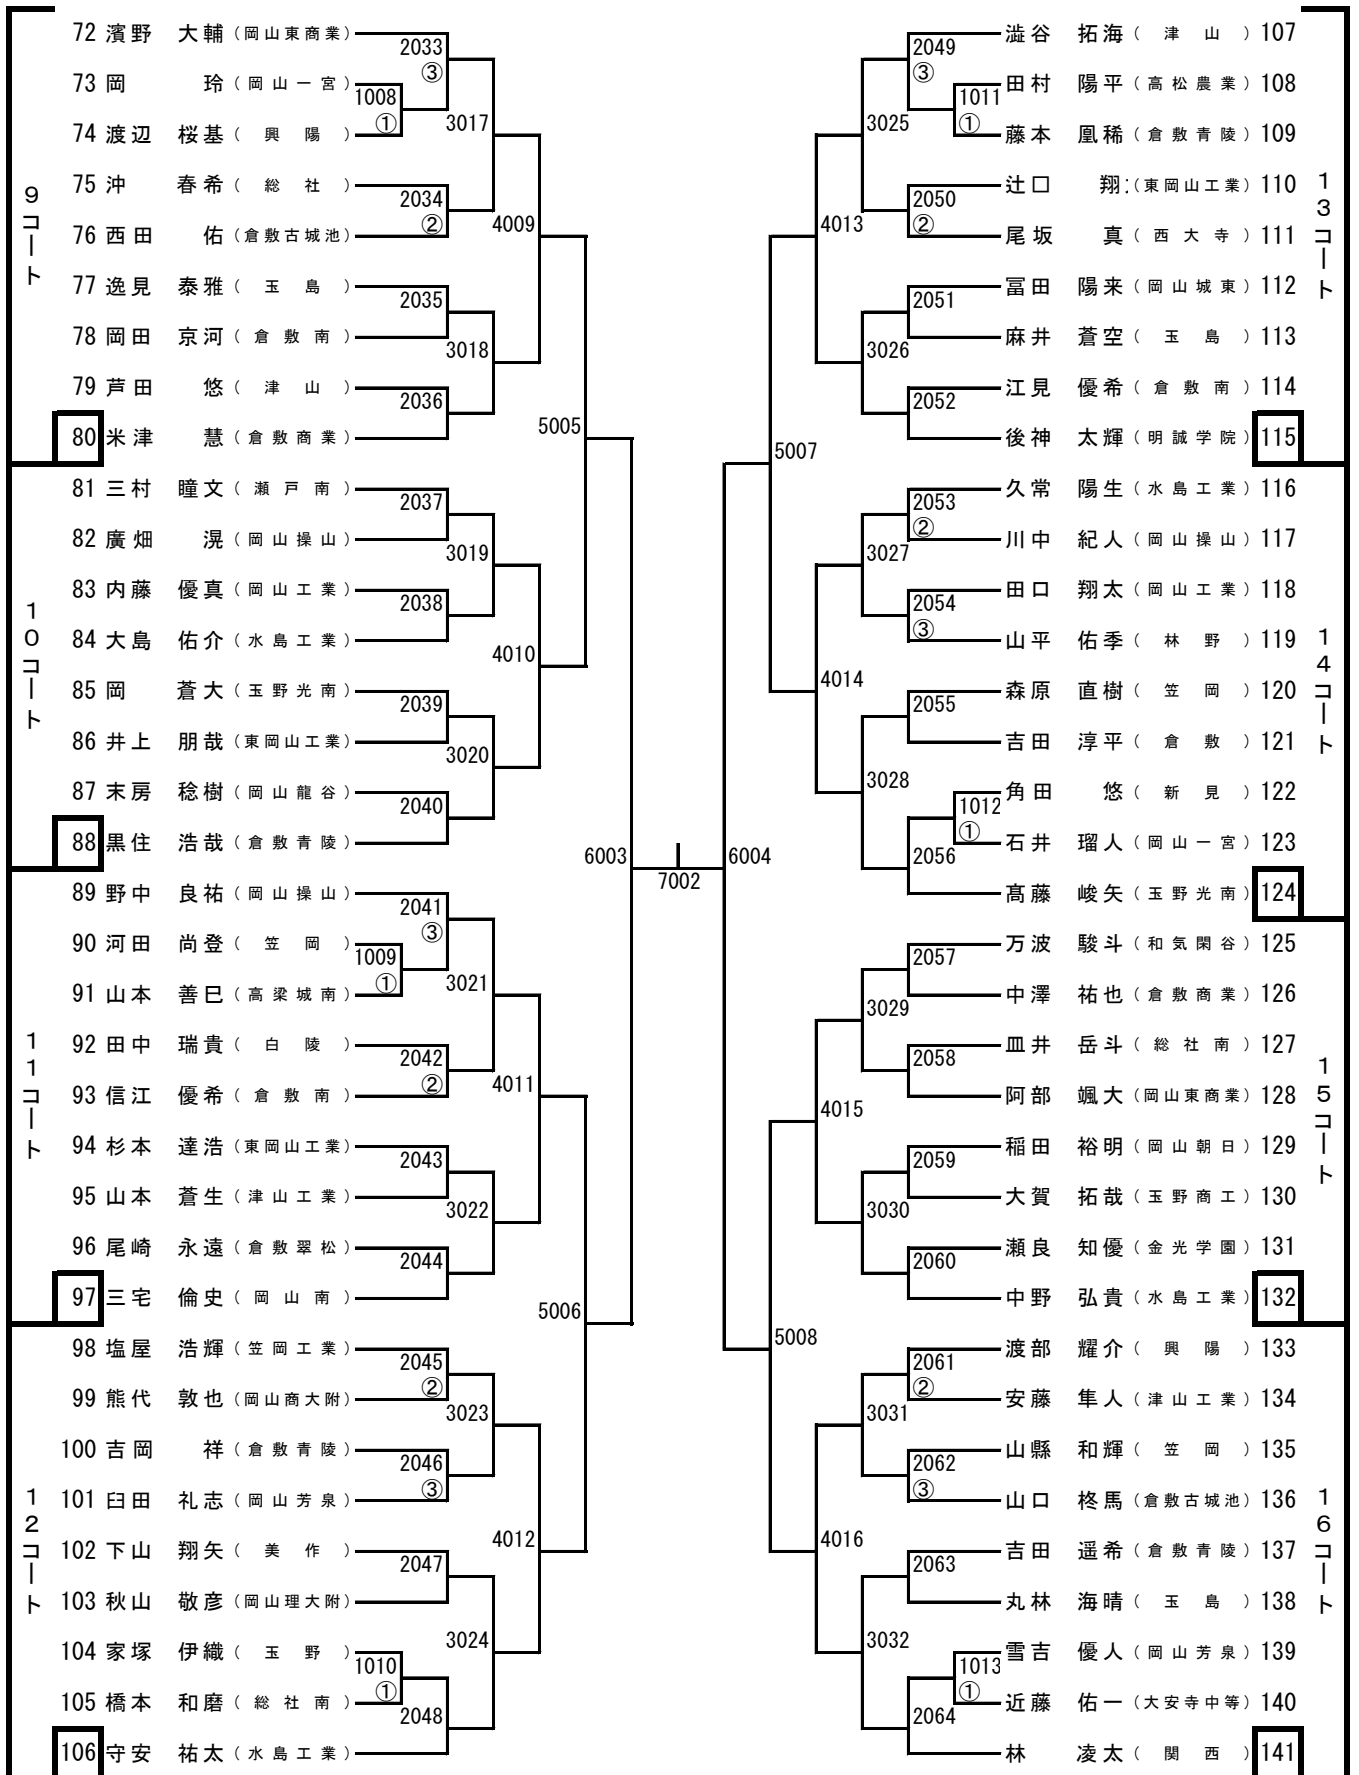 9コート
72 濱野 大輔 (岡山東商業)
73 岡 玲 (岡山一宮)
74 渡辺 桜基 (興陽)
75 沖 春希 (総社)
76 西田 佑 (倉敷古城池)
77 逸見 泰雅 (玉島)
78 岡田 京河 (倉敷南)
79 芦田 悠 (津山)
80 米津 慧 (倉敷商業)
10コート
81 三村 瞳文 (瀬戸南)
82 廣畑 滉 (岡山操山)
83 内藤 優真 (岡山工業)
84 大島 佑介 (水島工業)
85 岡 蒼大 (玉野光南)
86 井上 朋哉 (東岡山工業)
87 末房 稔樹 (岡山龍谷)
88 黒住 浩哉 (倉敷青陵)
11コート
89 野中 良祐 (岡山操山)
90 河田 尚登 (笠岡)
91 山本 善巳 (高梁城南)
92 田中 瑞貴 (白陵)
93 信江 優希 (倉敷南)
94 杉本 達浩 (東岡山工業)
95 山本 蒼生 (津山工業)
96 尾崎 永遠 (倉敷翠松)
97 三宅 倫史 (岡山南)
12コート
98 塩屋 浩輝 (笠岡工業)
99 熊代 敦也 (岡山商大附)
100 吉岡 祥 (倉敷青陵)
101 臼田 礼志 (岡山芳泉)
102 下山 翔矢 (美作)
103 秋山 敬彦 (岡山理大附)
104 家塚 伊織 (玉野)
105 橋本 和磨 (総社南)
106 守安 祐太 (水島工業)
1008 ①
1009 ①
1010 ①
2033 ③
2034 ②
2035
2036
2037
2038
2039
2040
2041 ③
2042 ②
2043
2044
2045 ②
2046 ③
2047
2048
3017
3018
3019
3020
3021
3022
3023
3024
4009
4010
4011
4012
5005
5006
6003
7002
6004
5007
5008
4013
4014
4015
4016
3025
3026
3027
3028
3029
3030
3031
3032
2049 ③
2050 ②
2051
2052
2053 ②
2054 ③
2055
2056
2057
2058
2059
2060
2061 ②
2062 ③
2063
2064
1011 ①
1012 ①
1013 ①
13コート
澁谷 拓海 (津山) 107
田村 陽平 (高松農業) 108
藤本 凰稀 (倉敷青陵) 109
辻口 翔 (東岡山工業) 110
尾坂 真 (西大寺) 111
冨田 陽来 (岡山城東) 112
麻井 蒼空 (玉島) 113
江見 優希 (倉敷南) 114
後神 太輝 (明誠学院) 115
14コート
久常 陽生 (水島工業) 116
川中 紀人 (岡山操山) 117
田口 翔太 (岡山工業) 118
山平 佑季 (林野) 119
森原 直樹 (笠岡) 120
吉田 淳平 (倉敷) 121
角田 悠 (新見) 122
石井 瑠人 (岡山一宮) 123
髙藤 峻矢 (玉野光南) 124
15コート
万波 駿斗 (和気閑谷) 125
中澤 祐也 (倉敷商業) 126
皿井 岳斗 (総社南) 127
阿部 颯大 (岡山東商業) 128
稲田 裕明 (岡山朝日) 129
大賀 拓哉 (玉野商工) 130
瀬良 知優 (金光学園) 131
中野 弘貴 (水島工業) 132
16コート
渡部 耀介 (興陽) 133
安藤 隼人 (津山工業) 134
山縣 和輝 (笠岡) 135
山口 柊馬 (倉敷古城池) 136
吉田 遥希 (倉敷青陵) 137
丸林 海晴 (玉島) 138
雪吉 優人 (岡山芳泉) 139
近藤 佑一 (大安寺中等) 140
林 凌太 (関西) 141